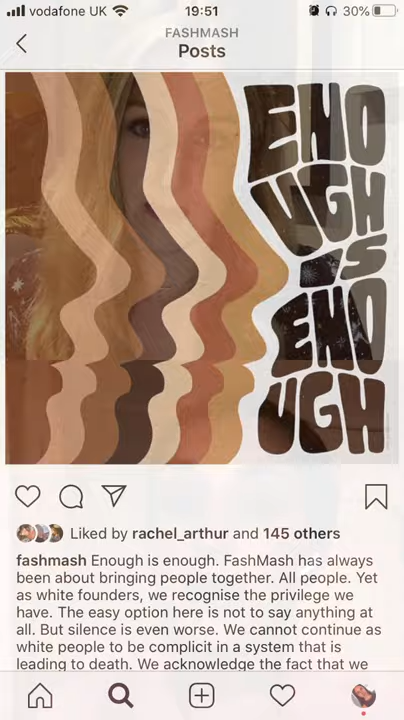 vodafone UK
19:51
30%
FASHMASH
Posts
ENO
UGH
IS
ENO
UGH
Liked by rachel_arthur and 145 others
fashmash Enough is enough. FashMash has always
been about bringing people together. All people. Yet
as white founders, we recognise the privilege we
have. The easy option here is not to say anything at
all. But silence is even worse. We cannot continue as
white people to be complicit in a system that is
leading to death. We acknowledge the fact that we